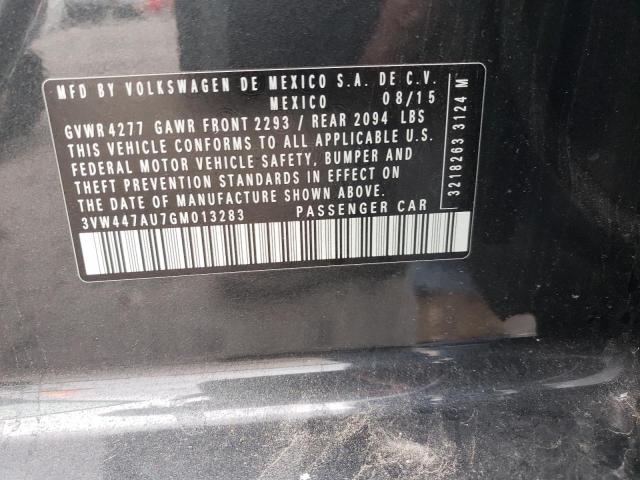 MFD BY VOLKSWAGEN DE MEXICO S.A. DE C.V.
MEXICO 08/15
GVWR 4277 GAWR FRONT 2293 / REAR 2094 LBS
THIS VEHICLE CONFORMS TO ALL APPLICABLE U.S.
FEDERAL MOTOR VEHICLE SAFETY, BUMPER AND
THEFT PREVENTION STANDARDS IN EFFECT ON
THE DATE OF MANUFACTURE SHOWN ABOVE.
3VW447AU7GM013283 PASSENGER CAR
3218263 3124 M